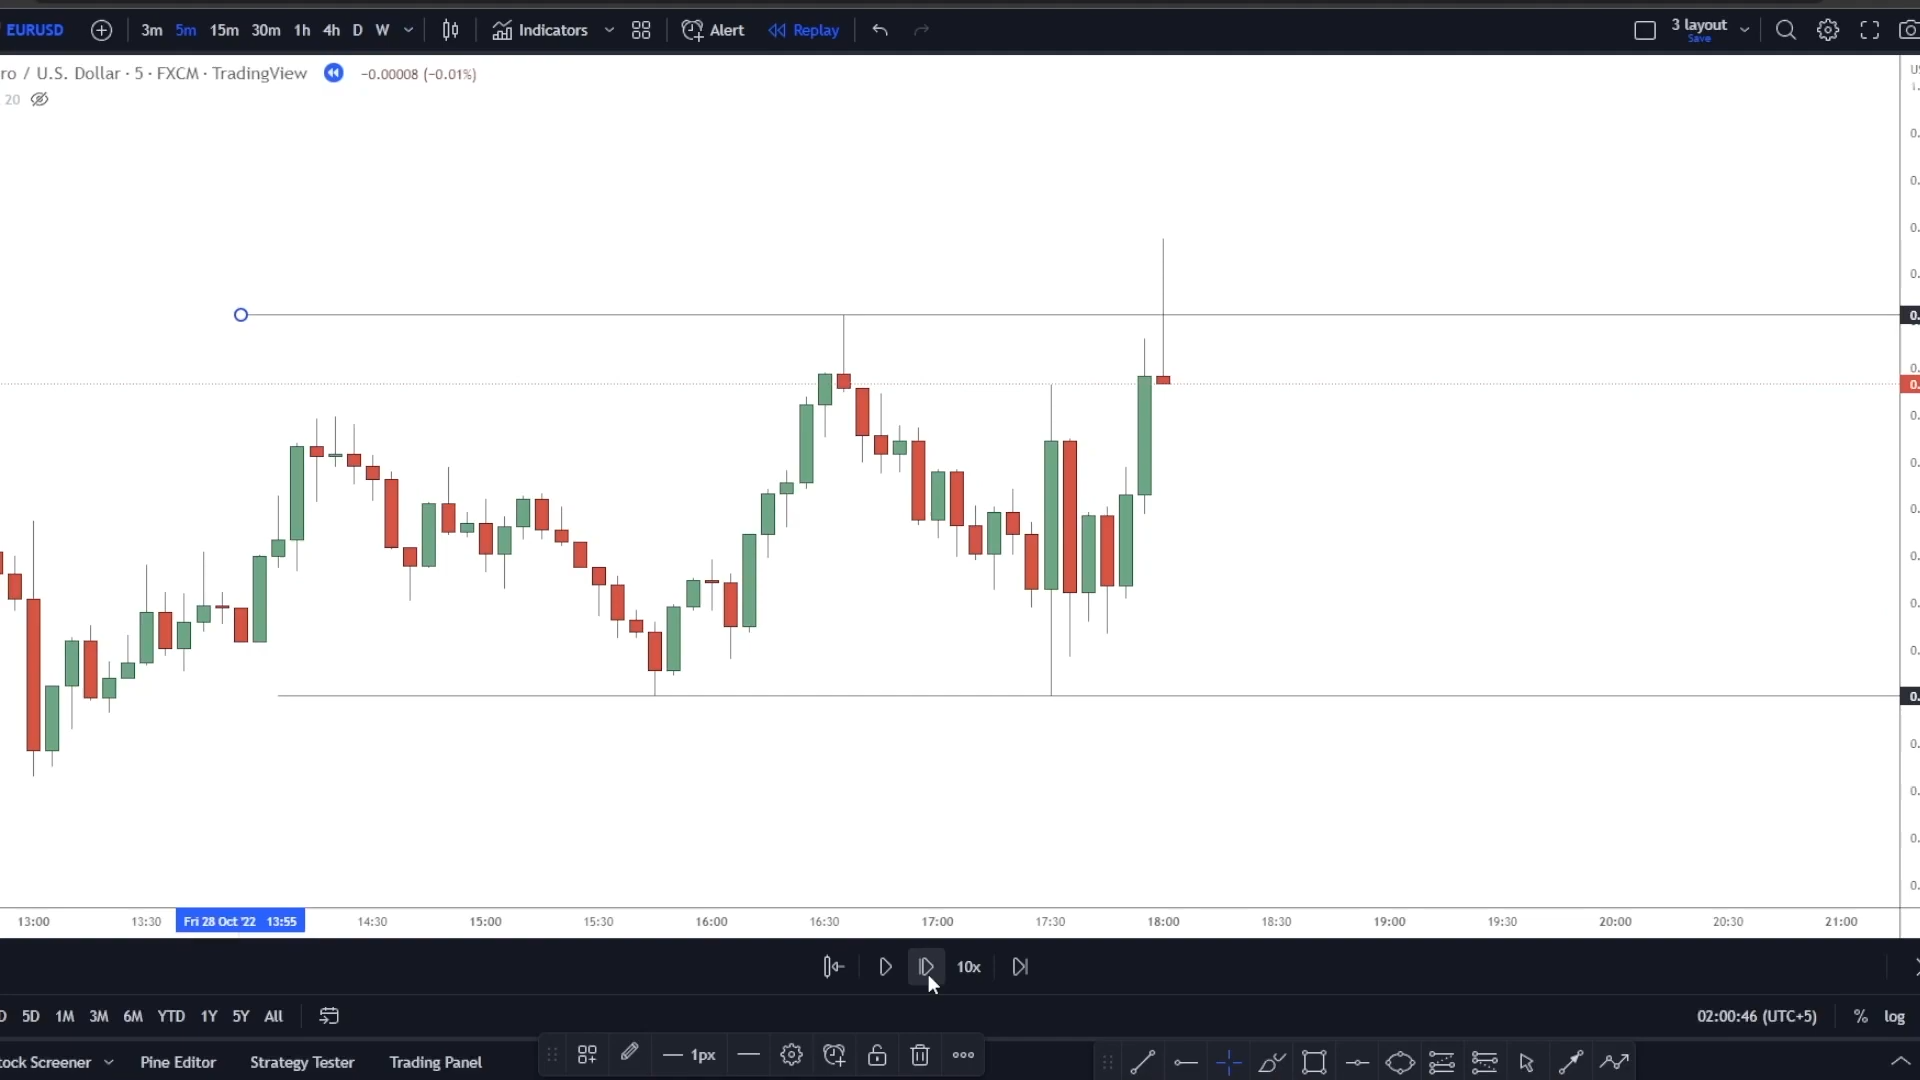 EURUSD 3m 5m 15m 30m 1h 4h D W Indicators Alert Replay 3 layout
Save
ro / U.S. Dollar · 5 · FXCM · TradingView −0.00008 (−0.01%)
20
13:00 13:30 Fri 28 Oct '22 13:55 14:30 15:00 15:30 16:00 16:30 17:00 17:30 18:00 18:30 19:00 19:30 20:00 20:30 21:00
10x
D 5D 1M 3M 6M YTD 1Y 5Y All 02:00:46 (UTC+5) % log
tock Screener Pine Editor Strategy Tester Trading Panel 1px